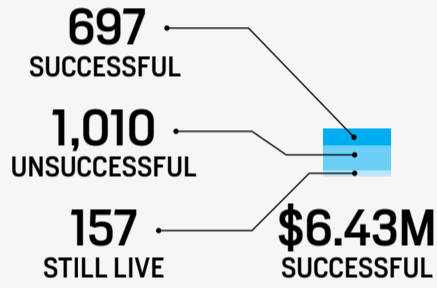 697
SUCCESSFUL
1,010
UNSUCCESSFUL
157
STILL LIVE
$6.43M
SUCCESSFUL